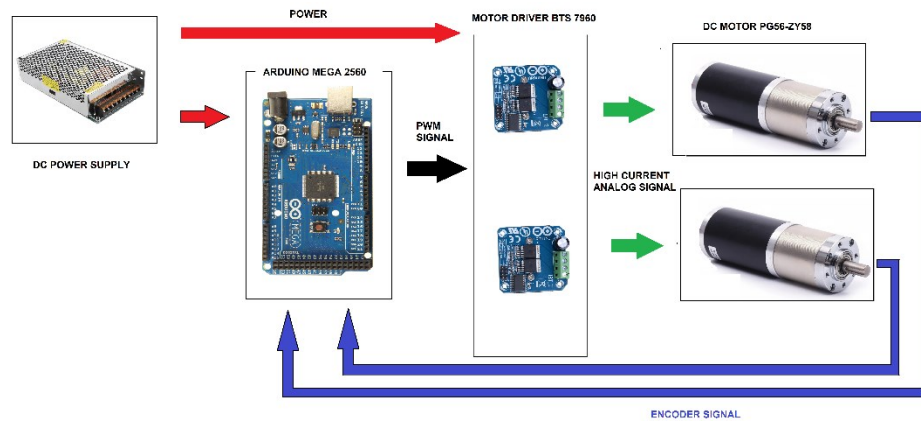 POWER
MOTOR DRIVER BTS 7960
DC MOTOR PG56-ZY58
ARDUINO MEGA 2560
PWM
SIGNAL
DC POWER SUPPLY
HIGH CURRENT
ANALOG SIGNAL
ENCODER SIGNAL